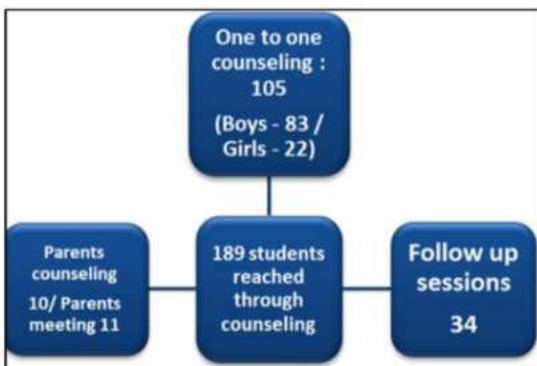 One to one
counseling :
105
(Boys - 83 /
Girls - 22)
Parents
counseling
10/ Parents
meeting 11
189 students
reached
through
counseling
Follow up
sessions
34